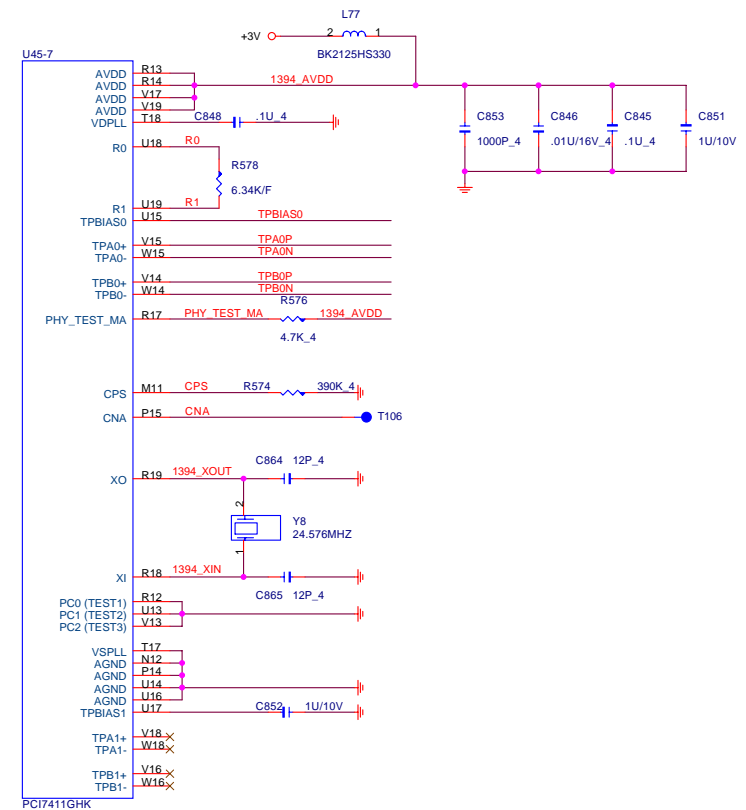 L77
+3V 2 1
U45-7 BK2125HS330
AVDD R13
AVDD R14 1394_AVDD
AVDD V17
AVDD V19
VDPLL T18 C848 .1U_4
C853 C846 C845 C851
1000P_4 .01U/16V_4 .1U_4 1U/10V
R0 U18 R0
R578
6.34K/F
R1 U19 R1
TPBIAS0 U15 TPBIAS0
TPA0+ V15 TPA0P
TPA0- W15 TPA0N
TPB0+ V14 TPB0P
TPB0- W14 TPB0N
R576
PHY_TEST_MA R17 PHY_TEST_MA 1394_AVDD
4.7K_4
CPS M11 CPS R574 390K_4
CNA P15 CNA T106
C864 12P_4
XO R19 1394_XOUT
2
Y8
24.576MHZ
1
XI R18 1394_XIN
C865 12P_4
PC0 (TEST1) R12
PC1 (TEST2) U13
PC2 (TEST3) V13
VSPLL T17
AGND N12
AGND P14
AGND U14
AGND U16
TPBIAS1 U17 C852 1U/10V
TPA1+ V18
TPA1- W18
TPB1+ V16
TPB1- W16
PCI7411GHK